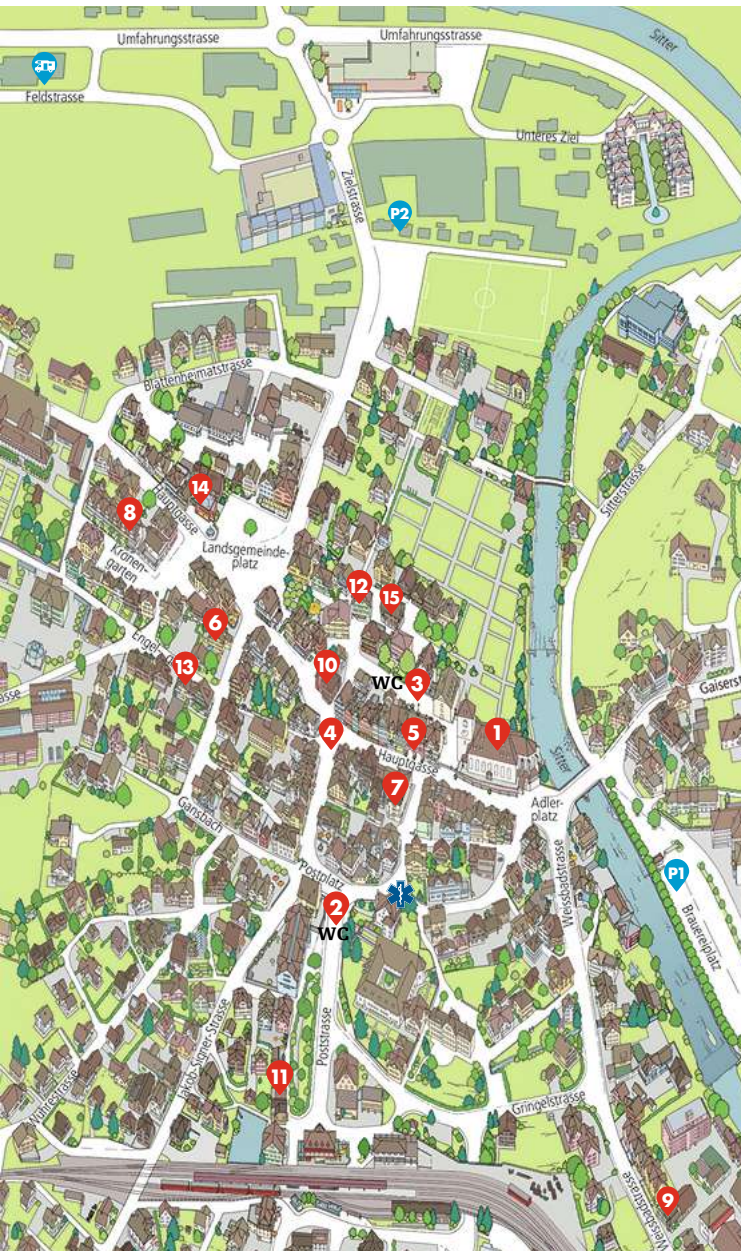 Umfahrungsstrasse
Umfahrungsstrasse
Sitter
Feldstrasse
Unteres Ziel
Zielstrasse
P2
Blattenheimatstrasse
Sitterstrasse
14
Hauptgasse
8
Landsgemeinde-
platz
Kronen-
garten
12
15
6
Engel-
13
10
WC 3
Gaiserst
asse
4
5
1
Hauptgasse
Sitter
7
Adler-
platz
Gansbach
Postplatz
Weissbadstrasse
P1
2
WC
Brauereiplatz
Poststrasse
Jakob-Signer-Strasse
11
Gringelstrasse
Weissbadstrasse
9